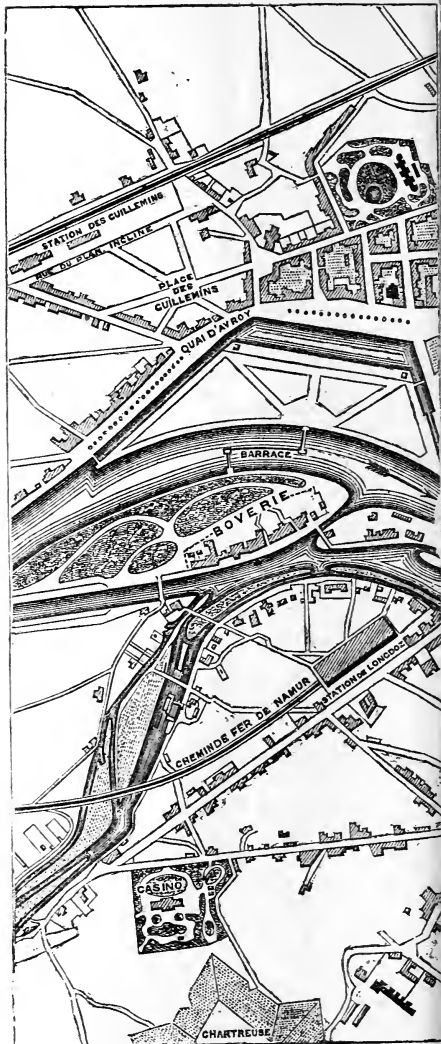 STATION DES GUILLEMINS
RUE DU PLAN INCLINÉ
PLACE
DES
GUILLEMINS
QUAI D'AVROY
BARRAGE
BOVERIE
STATION DE LONGDOZ
CHEMIN DE FER DE NAMUR
CASINO
CHARTREUSE